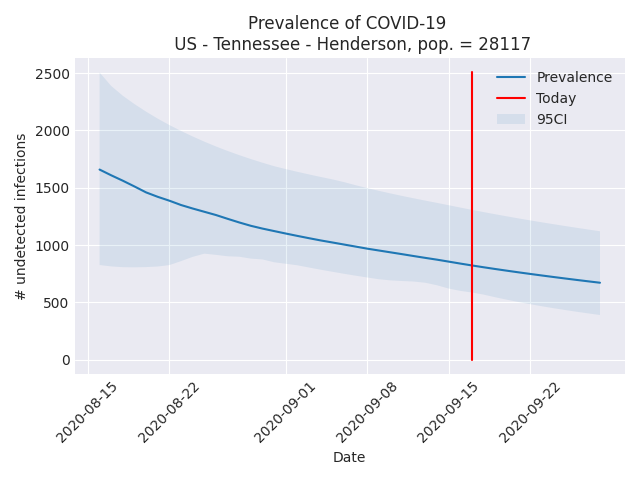 Prevalence of COVID-19
US - Tennessee - Henderson, pop. = 28117
2500
2000
1500
1000
500
0
# undetected infections
Prevalence
Today
95CI
2020-08-15
2020-08-22
2020-09-01
2020-09-08
2020-09-15
2020-09-22
Date